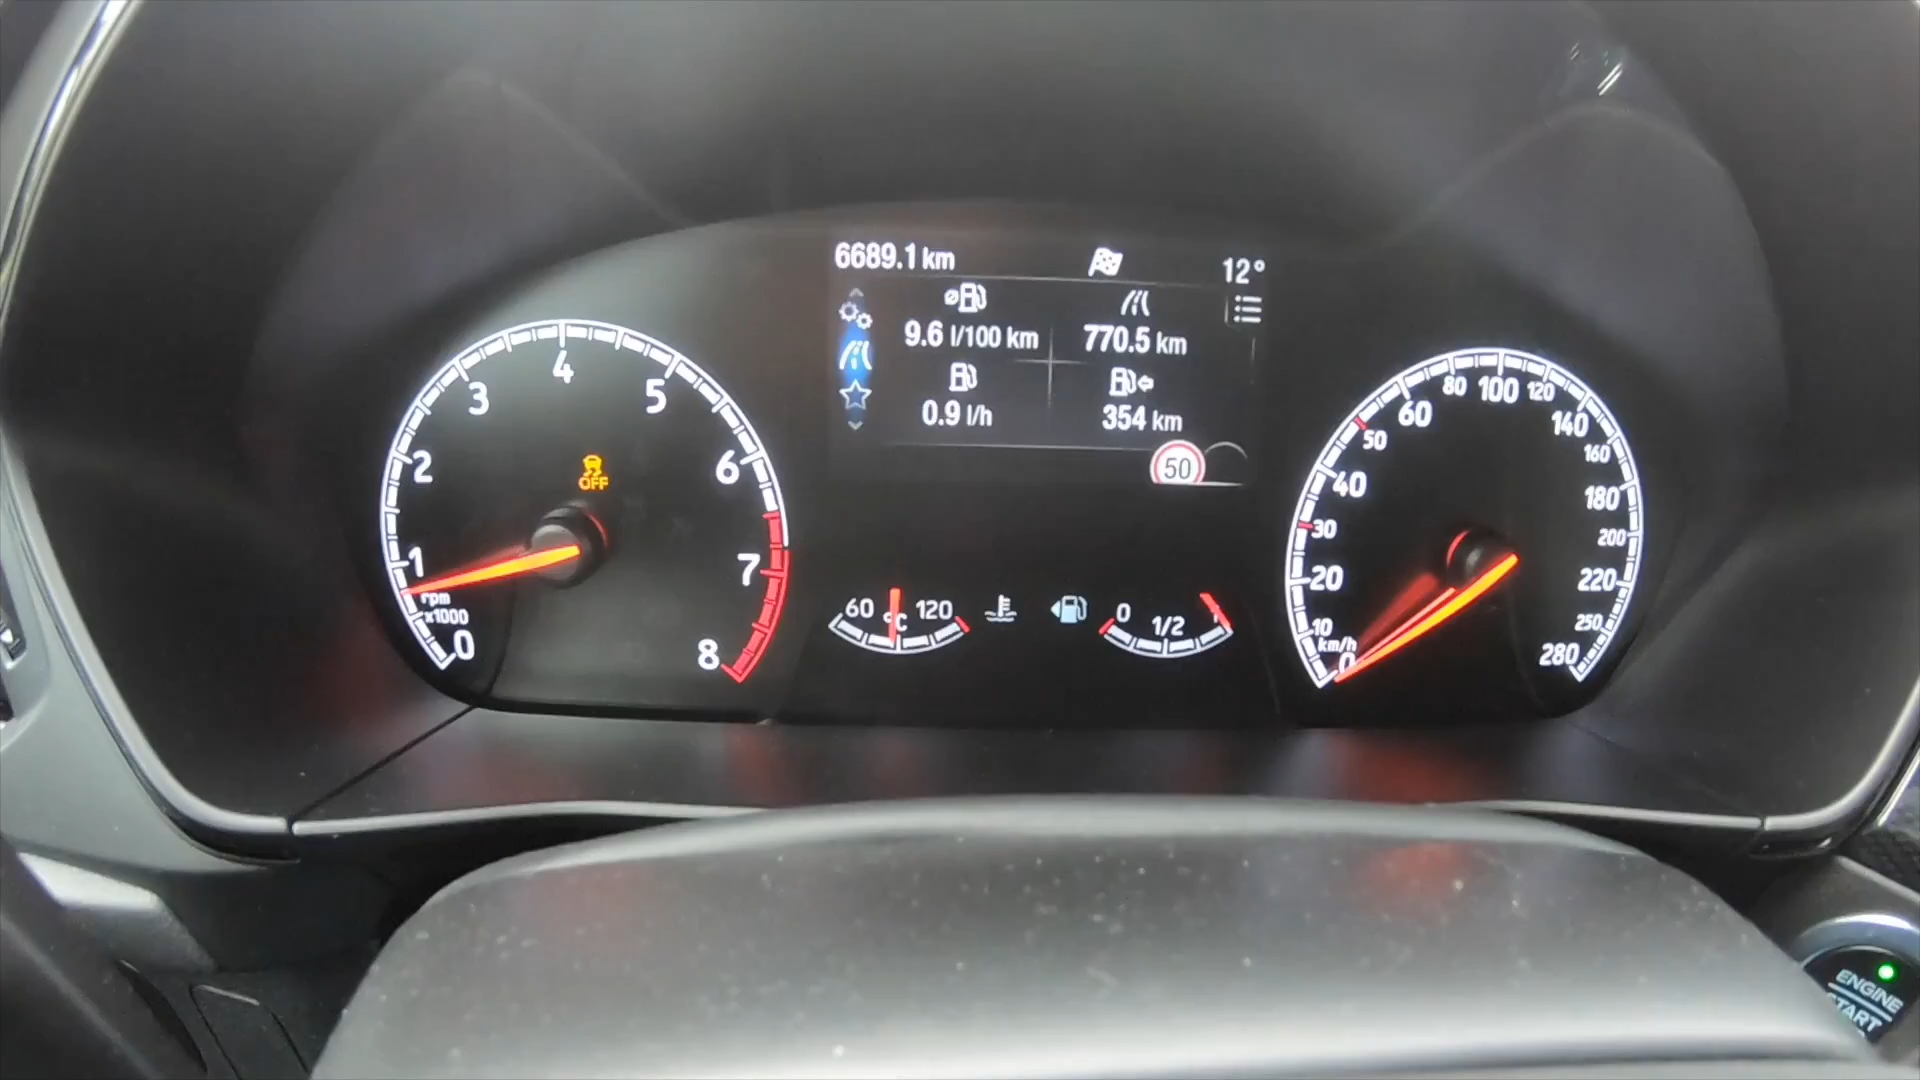 6689.1 km
12°
9.6 l/100 km
770.5 km
0.9 l/h
354 km
50
0
1
2
3
4
5
6
7
8
rpm
x1000
OFF
60
120
°C
0
1/2
0
10
20
30
40
50
60
80
100
120
140
160
180
200
220
250
280
km/h
ENGINE
START